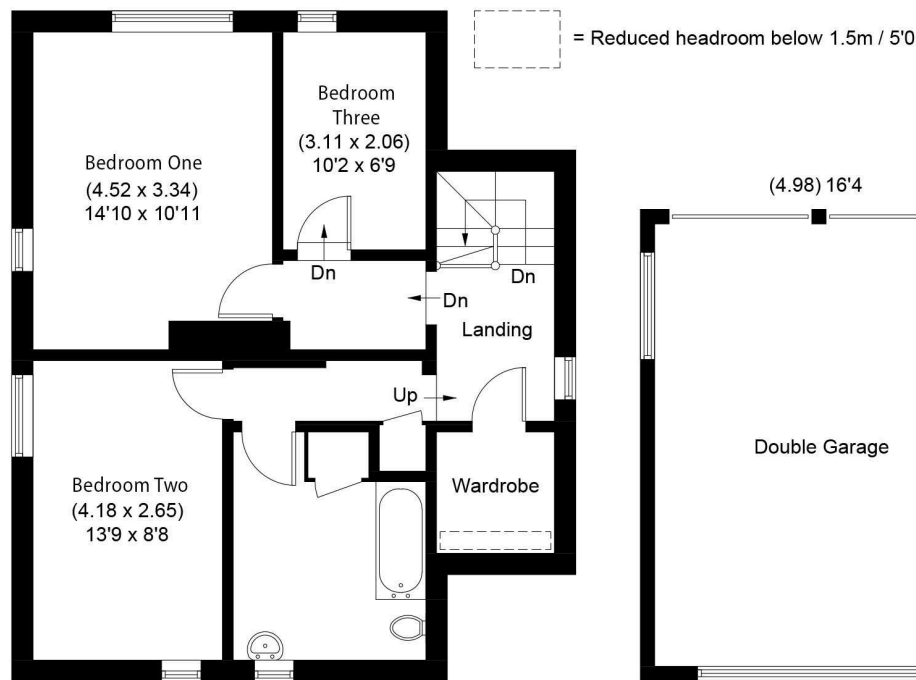 = Reduced headroom below 1.5m / 5'0
Bedroom
Three
(3.11 x 2.06)
10'2 x 6'9
Bedroom One
(4.52 x 3.34)
14'10 x 10'11
(4.98) 16'4
Dn
Dn
Dn
Landing
Up
Double Garage
Bedroom Two
(4.18 x 2.65)
13'9 x 8'8
Wardrobe